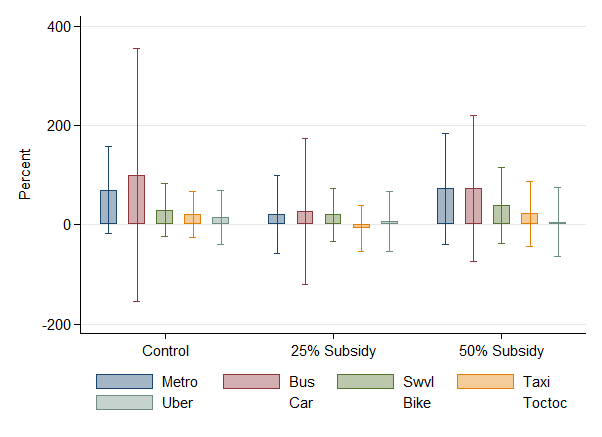 400
200
0
-200
Percent
Control 25% Subsidy 50% Subsidy
Metro Bus Swvl Taxi
Uber Car Bike Toctoc